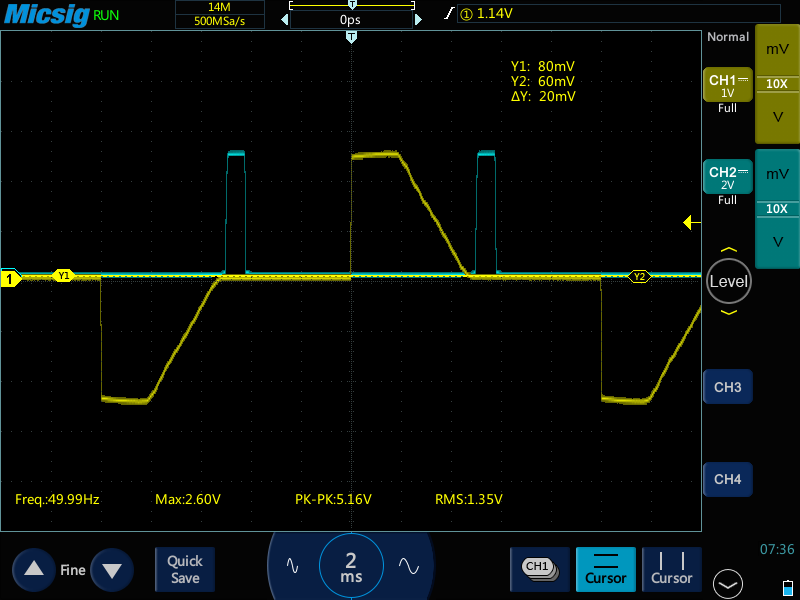 Micsig RUN
14M
500MSa/s
T
0ps
1 1.14V
T
Normal
mV
CH1
1V
10X
Full
V
Y1: 80mV
Y2: 60mV
ΔY: 20mV
CH2
2V
mV
Full
10X
V
1
Y1
Y2
Level
CH3
CH4
Freq.:49.99Hz Max:2.60V PK-PK:5.16V RMS:1.35V
Fine
Quick
Save
2
ms
CH1
Cursor
Cursor
07:36